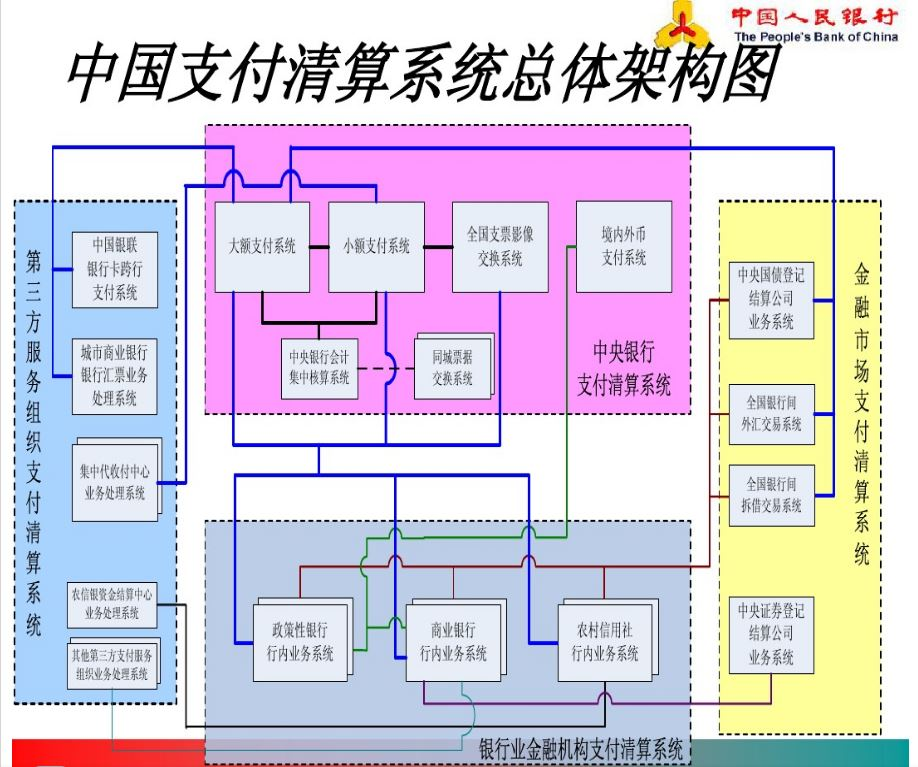 中国人民银行
The People's Bank of China
中国支付清算系统总体架构图
第三方服务组织支付清算系统
中国银联
银行卡跨行
支付系统
城市商业银行
银行汇票业务
处理系统
集中代收付中心
业务处理系统
农信银资金结算中心
业务处理系统
其他第三方支付服务
组织业务处理系统
大额支付系统
小额支付系统
全国支票影像
交换系统
境内外币
支付系统
中央银行会计
集中核算系统
同城票据
交换系统
中央银行
支付清算系统
政策性银行
行内业务系统
商业银行
行内业务系统
农村信用社
行内业务系统
银行业金融机构支付清算系统
中央国债登记
结算公司
业务系统
全国银行间
外汇交易系统
全国银行间
拆借交易系统
中央证券登记
结算公司
业务系统
金融市场支付清算系统